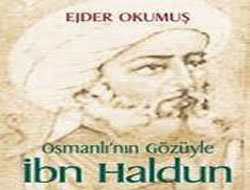 EJDER OKUMUŞ
Osmanlı'nın Gözüyle
İbn Haldun